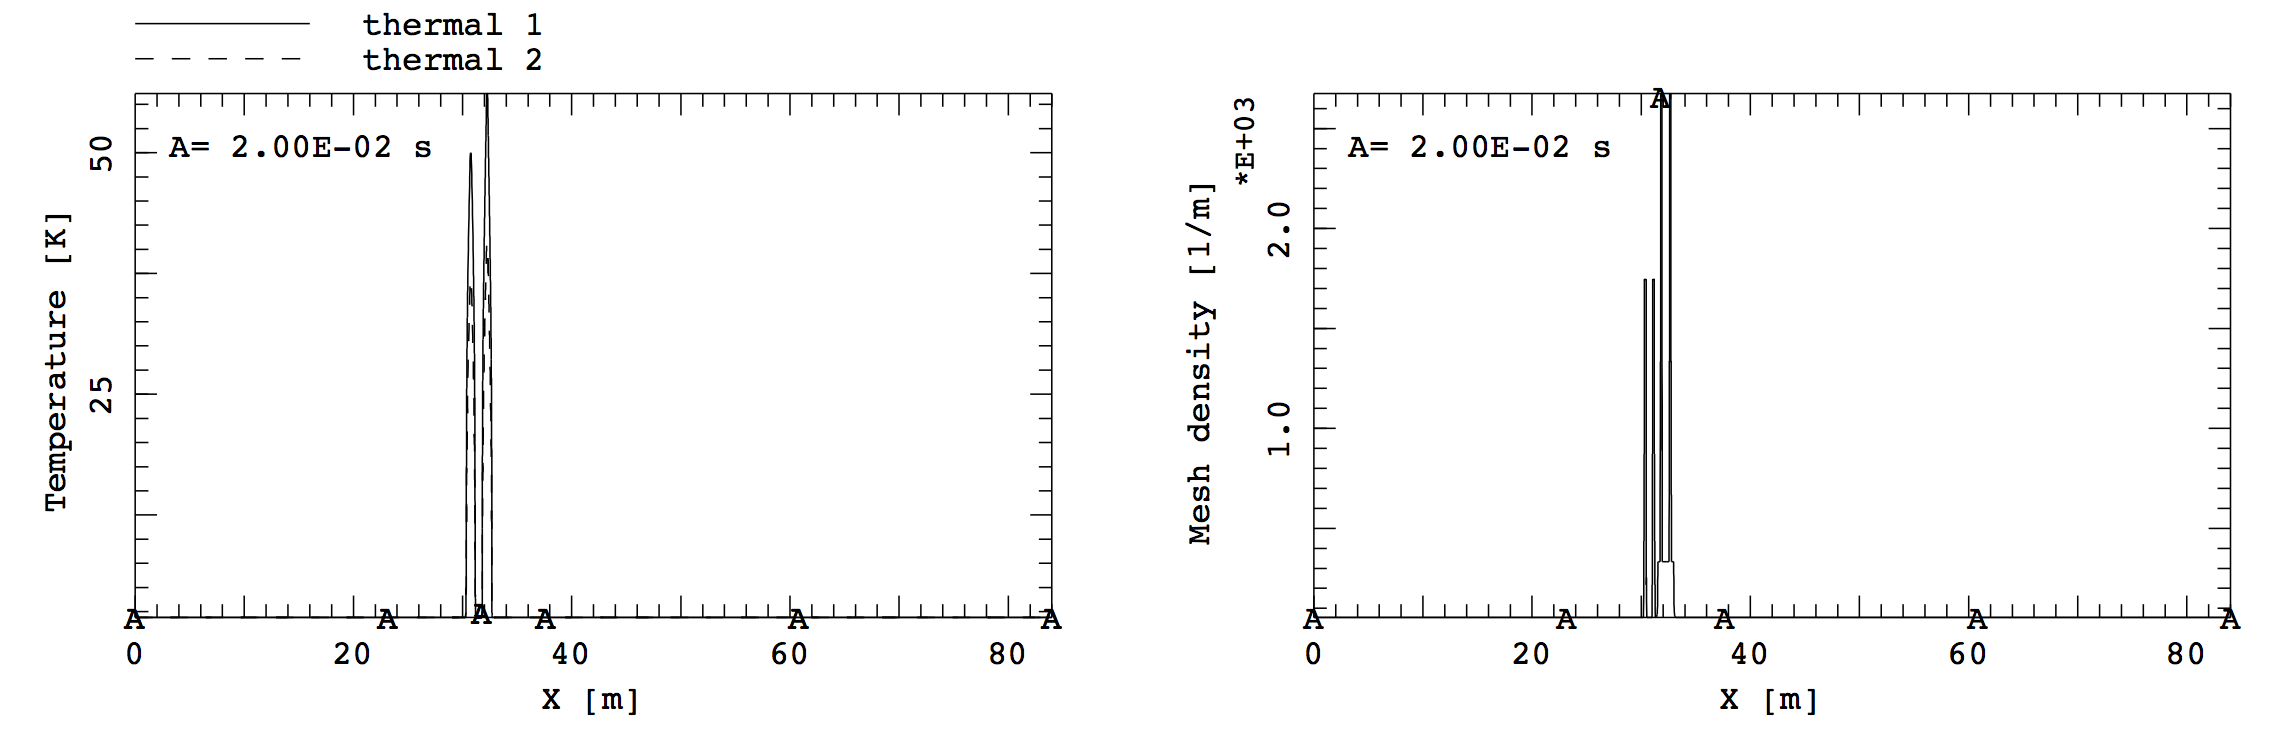 thermal 1
thermal 2
A= 2.00E-02 s
50
25
Temperature [K]
A
A
A
A
A
A
0
20
40
60
80
X [m]
A
*E+03
A= 2.00E-02 s
2.0
1.0
Mesh density [1/m]
A
A
A
A
A
0
20
40
60
80
X [m]